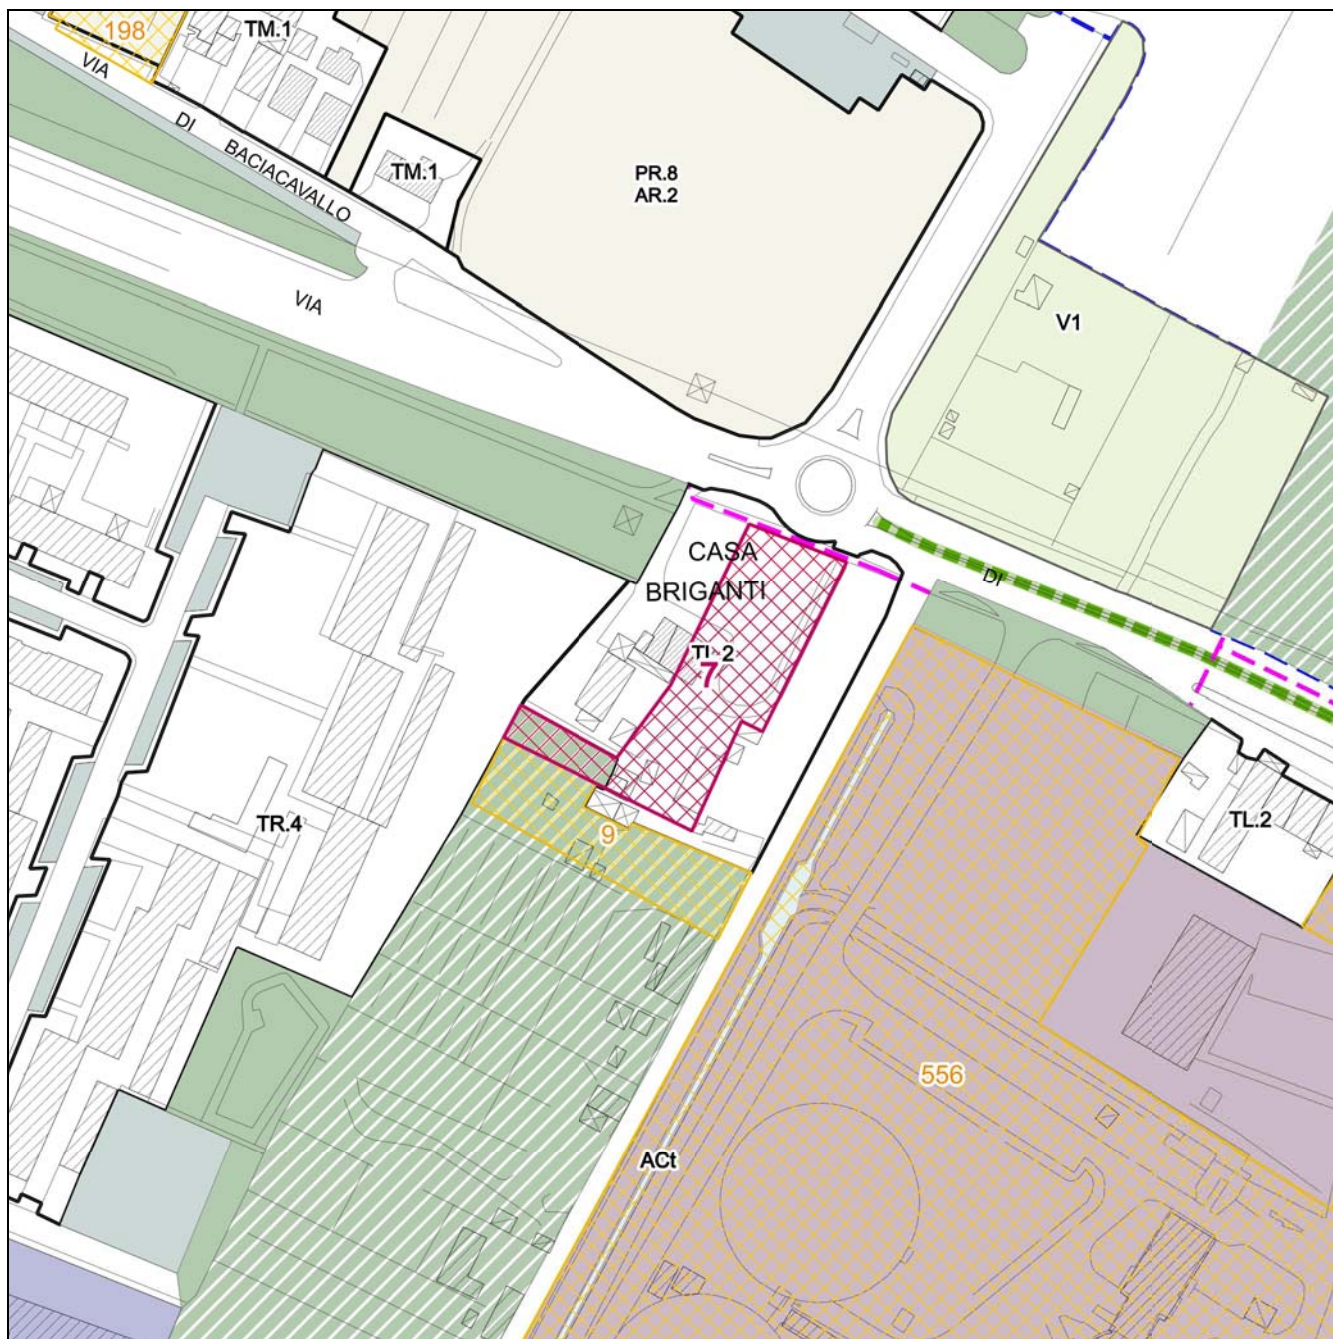 198
TM.1
VIA
DI
BACIACAVALLO
TM.1
PR.8
AR.2
VIA
V1
CASA
BRIGANTI
DI
TL.2
7
TR.4
9
TL.2
556
ACt